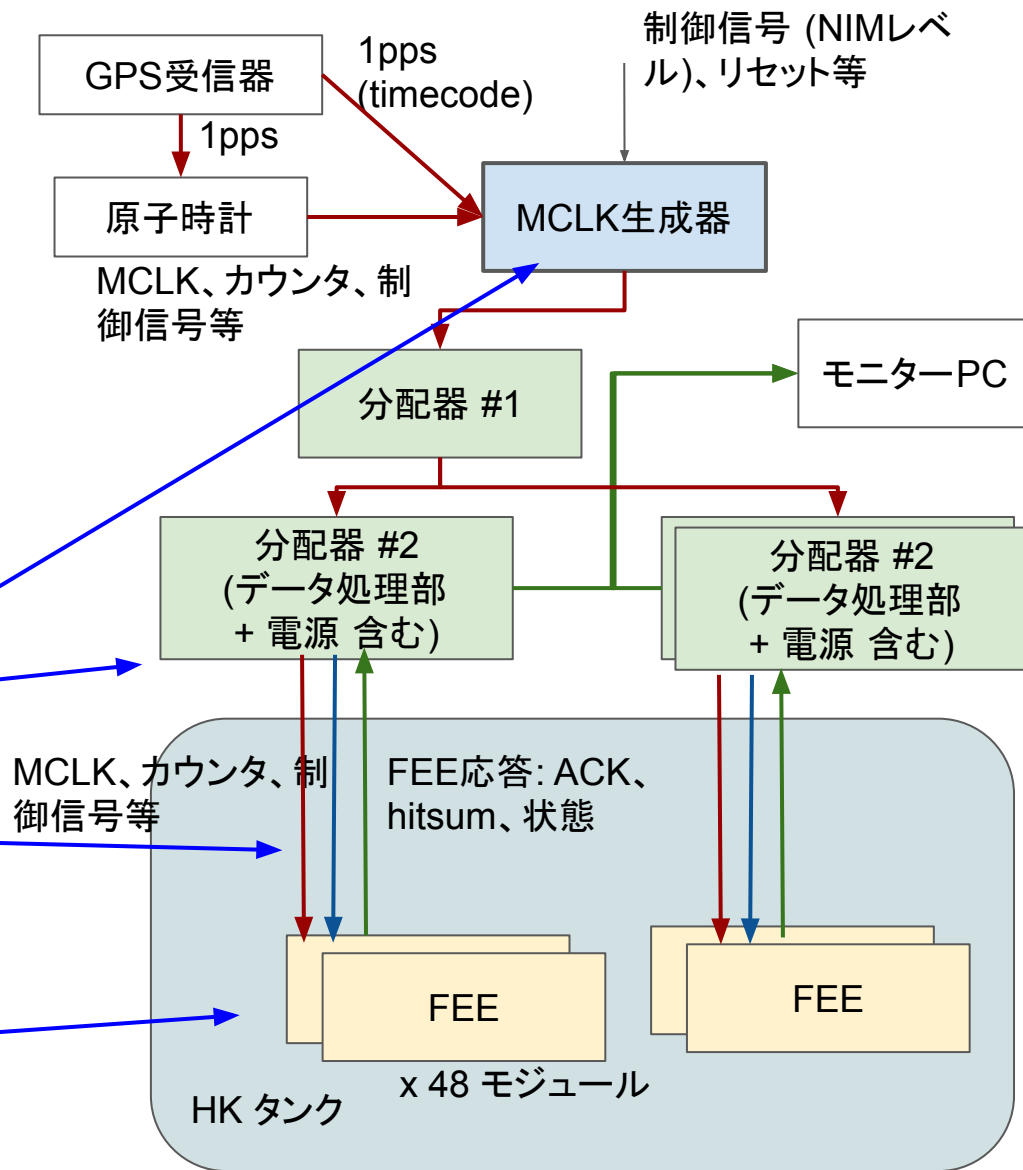 制御信号 (NIMレベ
ル)、リセット等
GPS受信器
1pps
(timecode)
1pps
原子時計
MCLK生成器
MCLK、カウンタ、制
御信号等
分配器 #1
モニターPC
分配器 #2
(データ処理部
+ 電源 含む)
分配器 #2
(データ処理部
+ 電源 含む)
MCLK、カウンタ、制
御信号等
FEE応答: ACK、
hitsum、状態
FEE
FEE
x 48 モジュール
HK タンク